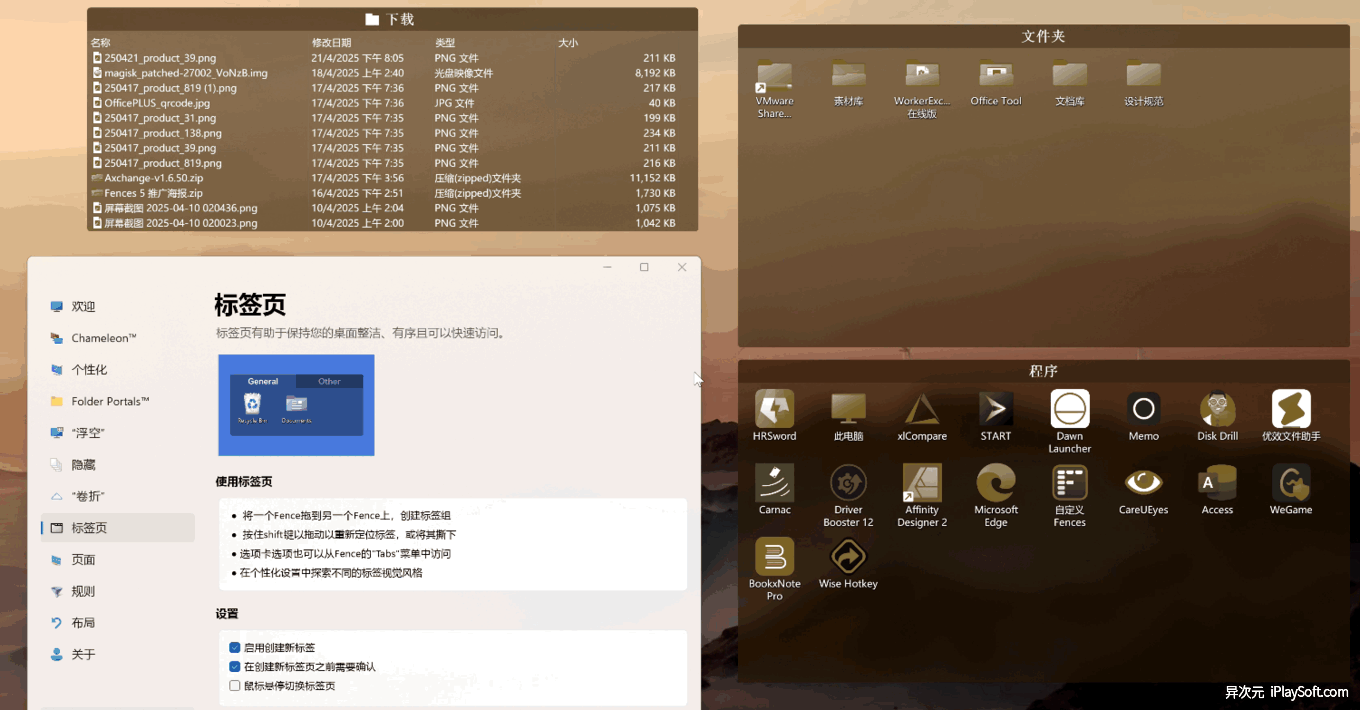 下载
名称 修改日期 类型 大小
250421_product_39.png 21/4/2025 下午 8:05 PNG 文件 211 KB
magisk_patched-27002_VoNzB.img 18/4/2025 上午 2:40 光盘映像文件 8,192 KB
250417_product_819 (1).png 17/4/2025 下午 7:36 PNG 文件 217 KB
OfficePLUS_qrcode.jpg 17/4/2025 下午 7:36 JPG 文件 40 KB
250417_product_31.png 17/4/2025 下午 7:35 PNG 文件 199 KB
250417_product_138.png 17/4/2025 下午 7:35 PNG 文件 234 KB
250417_product_39.png 17/4/2025 下午 7:35 PNG 文件 211 KB
250417_product_819.png 17/4/2025 下午 7:35 PNG 文件 216 KB
Axchange-v1.6.50.zip 17/4/2025 下午 3:56 压缩(zipped)文件夹 11,152 KB
Fences 5 推广海报.zip 16/4/2025 下午 2:51 压缩(zipped)文件夹 1,730 KB
屏幕截图 2025-04-10 020436.png 10/4/2025 上午 2:04 PNG 文件 1,075 KB
屏幕截图 2025-04-10 020023.png 10/4/2025 上午 2:00 PNG 文件 1,042 KB
文件夹
VMware Share...
素材库
WorkerExc... 在线版
Office Tool
文档库
设计规范
欢迎
Chameleon™
个性化
Folder Portals™
“浮空”
隐藏
“卷折”
标签页
页面
规则
布局
关于
标签页
标签页有助于保持您的桌面整洁、有序且可以快速访问。
General Other
Recycle Bin Documents
使用标签页
• 将一个Fence拖到另一个Fence上，创建标签组
• 按住shift键以拖动以重新定位标签，或将其撕下
• 选项卡选项也可以从Fence的"Tabs"菜单中访问
• 在个性化设置中探索不同的标签视觉风格
设置
启用创建新标签
在创建新标签页之前需要确认
鼠标悬停切换标签页
程序
HRSword
此电脑
xlCompare
START
Dawn Launcher
Memo
Disk Drill
优效文件助手
Carnac
Driver Booster 12
Affinity Designer 2
Microsoft Edge
自定义 Fences
CareUEyes
Access
WeGame
BookxNote Pro
Wise Hotkey
异次元 iPlaySoft.com